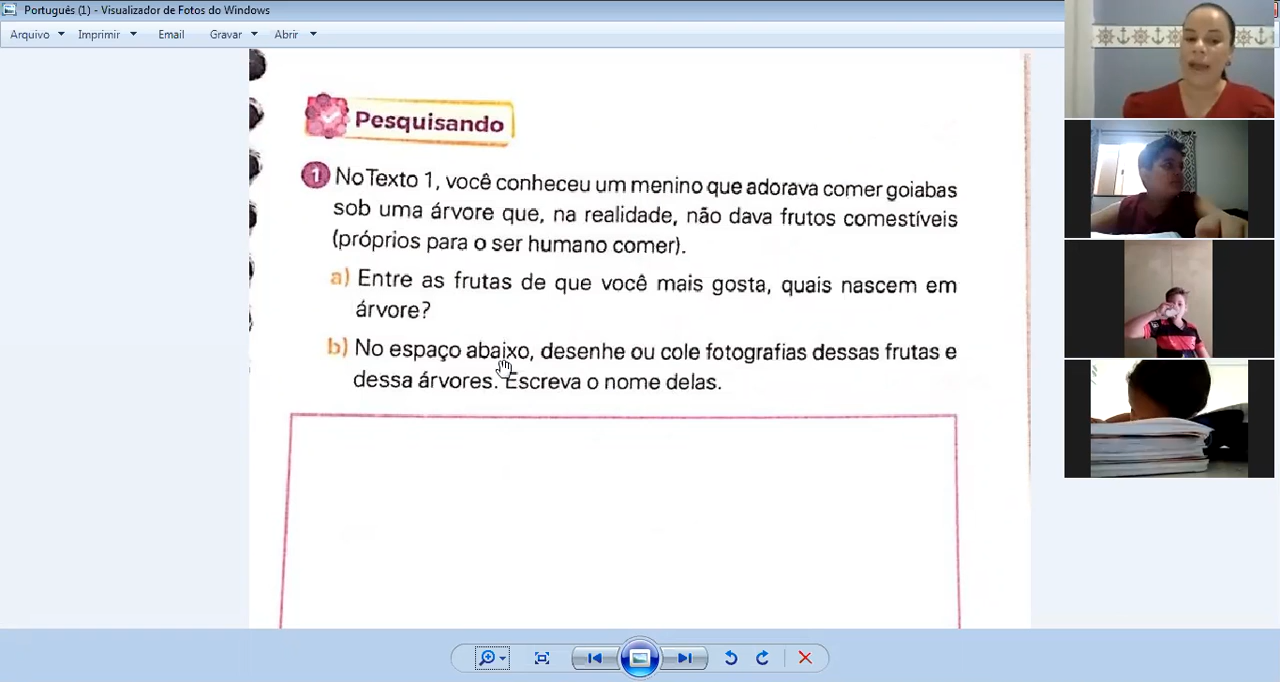 Português (1) - Visualizador de Fotos do Windows
Arquivo Imprimir Email Gravar Abrir
Pesquisando
1 No Texto 1, você conheceu um menino que adorava comer goiabas
sob uma árvore que, na realidade, não dava frutos comestíveis
(próprios para o ser humano comer).
a) Entre as frutas de que você mais gosta, quais nascem em
árvore?
b) No espaço abaixo, desenhe ou cole fotografias dessas frutas e
dessa árvores. Escreva o nome delas.